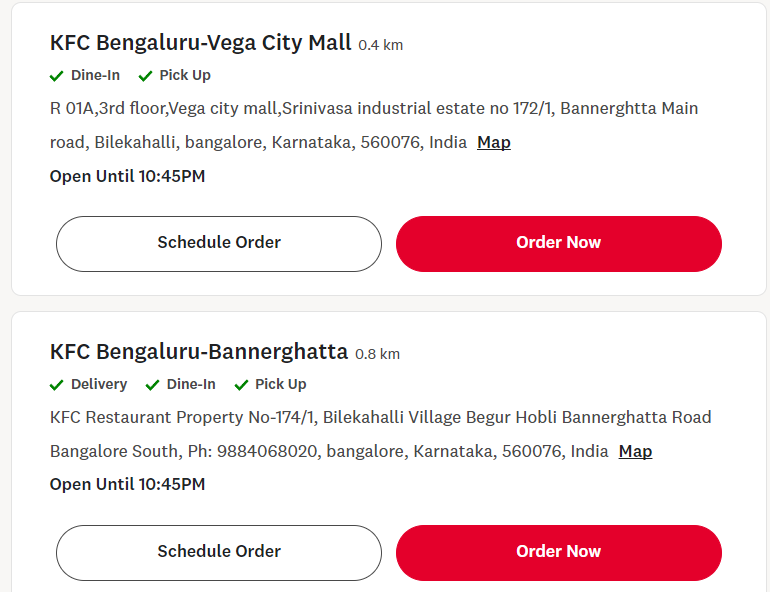 KFC Bengaluru-Vega City Mall 0.4 km
Dine-In Pick Up
R 01A,3rd floor,Vega city mall,Srinivasa industrial estate no 172/1, Bannerghtta Main
road, Bilekahalli, bangalore, Karnataka, 560076, India Map
Open Until 10:45PM
Schedule Order Order Now
KFC Bengaluru-Bannerghatta 0.8 km
Delivery Dine-In Pick Up
KFC Restaurant Property No-174/1, Bilekahalli Village Begur Hobli Bannerghatta Road
Bangalore South, Ph: 9884068020, bangalore, Karnataka, 560076, India Map
Open Until 10:45PM
Schedule Order Order Now